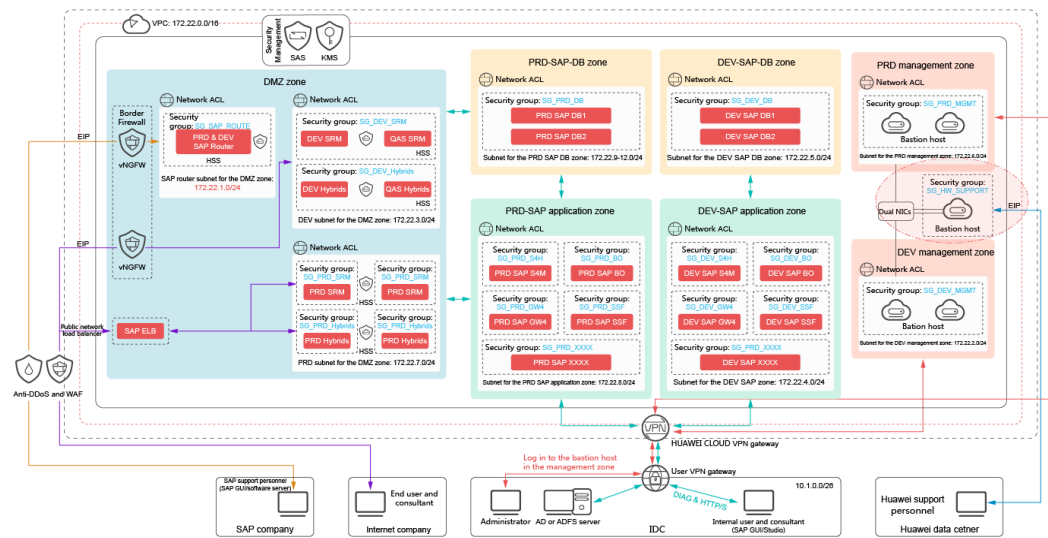 VPC: 172.22.0.0/16
Security
Management
SAS
KMS
DMZ zone
Border
Firewall
vNGFW
EIP
Network ACL
Security
group: SG_SAP_ROUTE
PRD & DEV
SAP Router
HSS
SAP router subnet for the DMZ zone:
172.22.1.0/24
Network ACL
Security group: SG_DEV_SRM
DEV SRM
QAS SRM
HSS
Security group: SG_DEV_Hybrids
DEV Hybrids
QAS Hybrids
HSS
DEV subnet for the DMZ zone: 172.22.3.0/24
EIP
vNGFW
Network ACL
Security group:
SG_PRD_SRM
PRD SRM
Security group:
SG_PRD_SRM
PRD SRM
HSS
Security group:
SG_PRD_Hybrids
PRD Hybrids
Security group:
SG_PRD_Hybrids
PRD Hybrids
HSS
PRD subnet for the DMZ zone: 172.22.7.0/24
Public network
load balancer
SAP ELB
Anti-DDoS and WAF
PRD-SAP-DB zone
Network ACL
Security group: SG_PRD_DB
PRD SAP DB1
PRD SAP DB2
Subnet for the PRD SAP DB zone: 172.22.9-12.0/24
DEV-SAP-DB zone
Network ACL
Security group: SG_DEV_DB
DEV SAP DB1
DEV SAP DB2
Subnet for the DEV SAP DB zone: 172.22.5.0/24
PRD management zone
Network ACL
Security group: SG_PRD_MGMT
Bastion host
Subnet for the PRD management zone: 172.22.6.0/24
Security group:
SG_HW_SUPPORT
EIP
Dual NICs
Bastion host
PRD-SAP application zone
Network ACL
Security group:
SG_PRD_S4H
PRD SAP S4M
Security group:
SG_PRD_BO
PRD SAP BO
Security group:
SG_PRD_GW4
PRD SAP GW4
Security group:
SG_PRD_SSF
PRD SAP SSF
Security group: SG_PRD_XXXX
PRD SAP XXXX
Subnet for the PRD SAP application zone: 172.22.8.0/24
DEV-SAP application zone
Network ACL
Security group:
SG_DEV_S4H
DEV SAP S4M
Security group:
SG_DEV_BO
DEV SAP BO
Security group:
SG_DEV_GW4
DEV SAP GW4
Security group:
SG_DEV_SSF
DEV SAP SSF
Security group: SG_PRD_XXXX
DEV SAP XXXX
Subnet for the DEV SAP zone: 172.22.4.0/24
DEV management zone
Network ACL
Security group: SG_DEV_MGMT
Bation host
Subnet for the DEV management zone: 172.22.2.0/24
VPN
HUAWEI CLOUD VPN gateway
Log in to the bastion host
in the management zone
User VPN gateway
SAP support personnel
(SAP GUI/software server)
SAP company
End user and
consultant
Internet company
10.1.0.0/26
DIAG & HTTP/S
Administrator
AD or ADFS server
Internal user and consultant
(SAP GUI/Studio)
IDC
Huawei support
personnel
Huawei data cetner